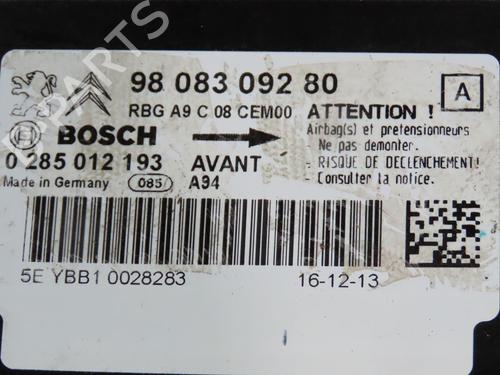 98 083 092 80
A
RBG A9 C 08 CEM00
ATTENTION !
BOSCH
Airbag(s) et pretensionneurs
Ne pas demonter.
0 285 012 193
AVANT
- RISQUE DE DECLENCHEMENT!
Made in Germany
085
A94
Consulter la notice.
5E YBB1 0028283
16-12-13